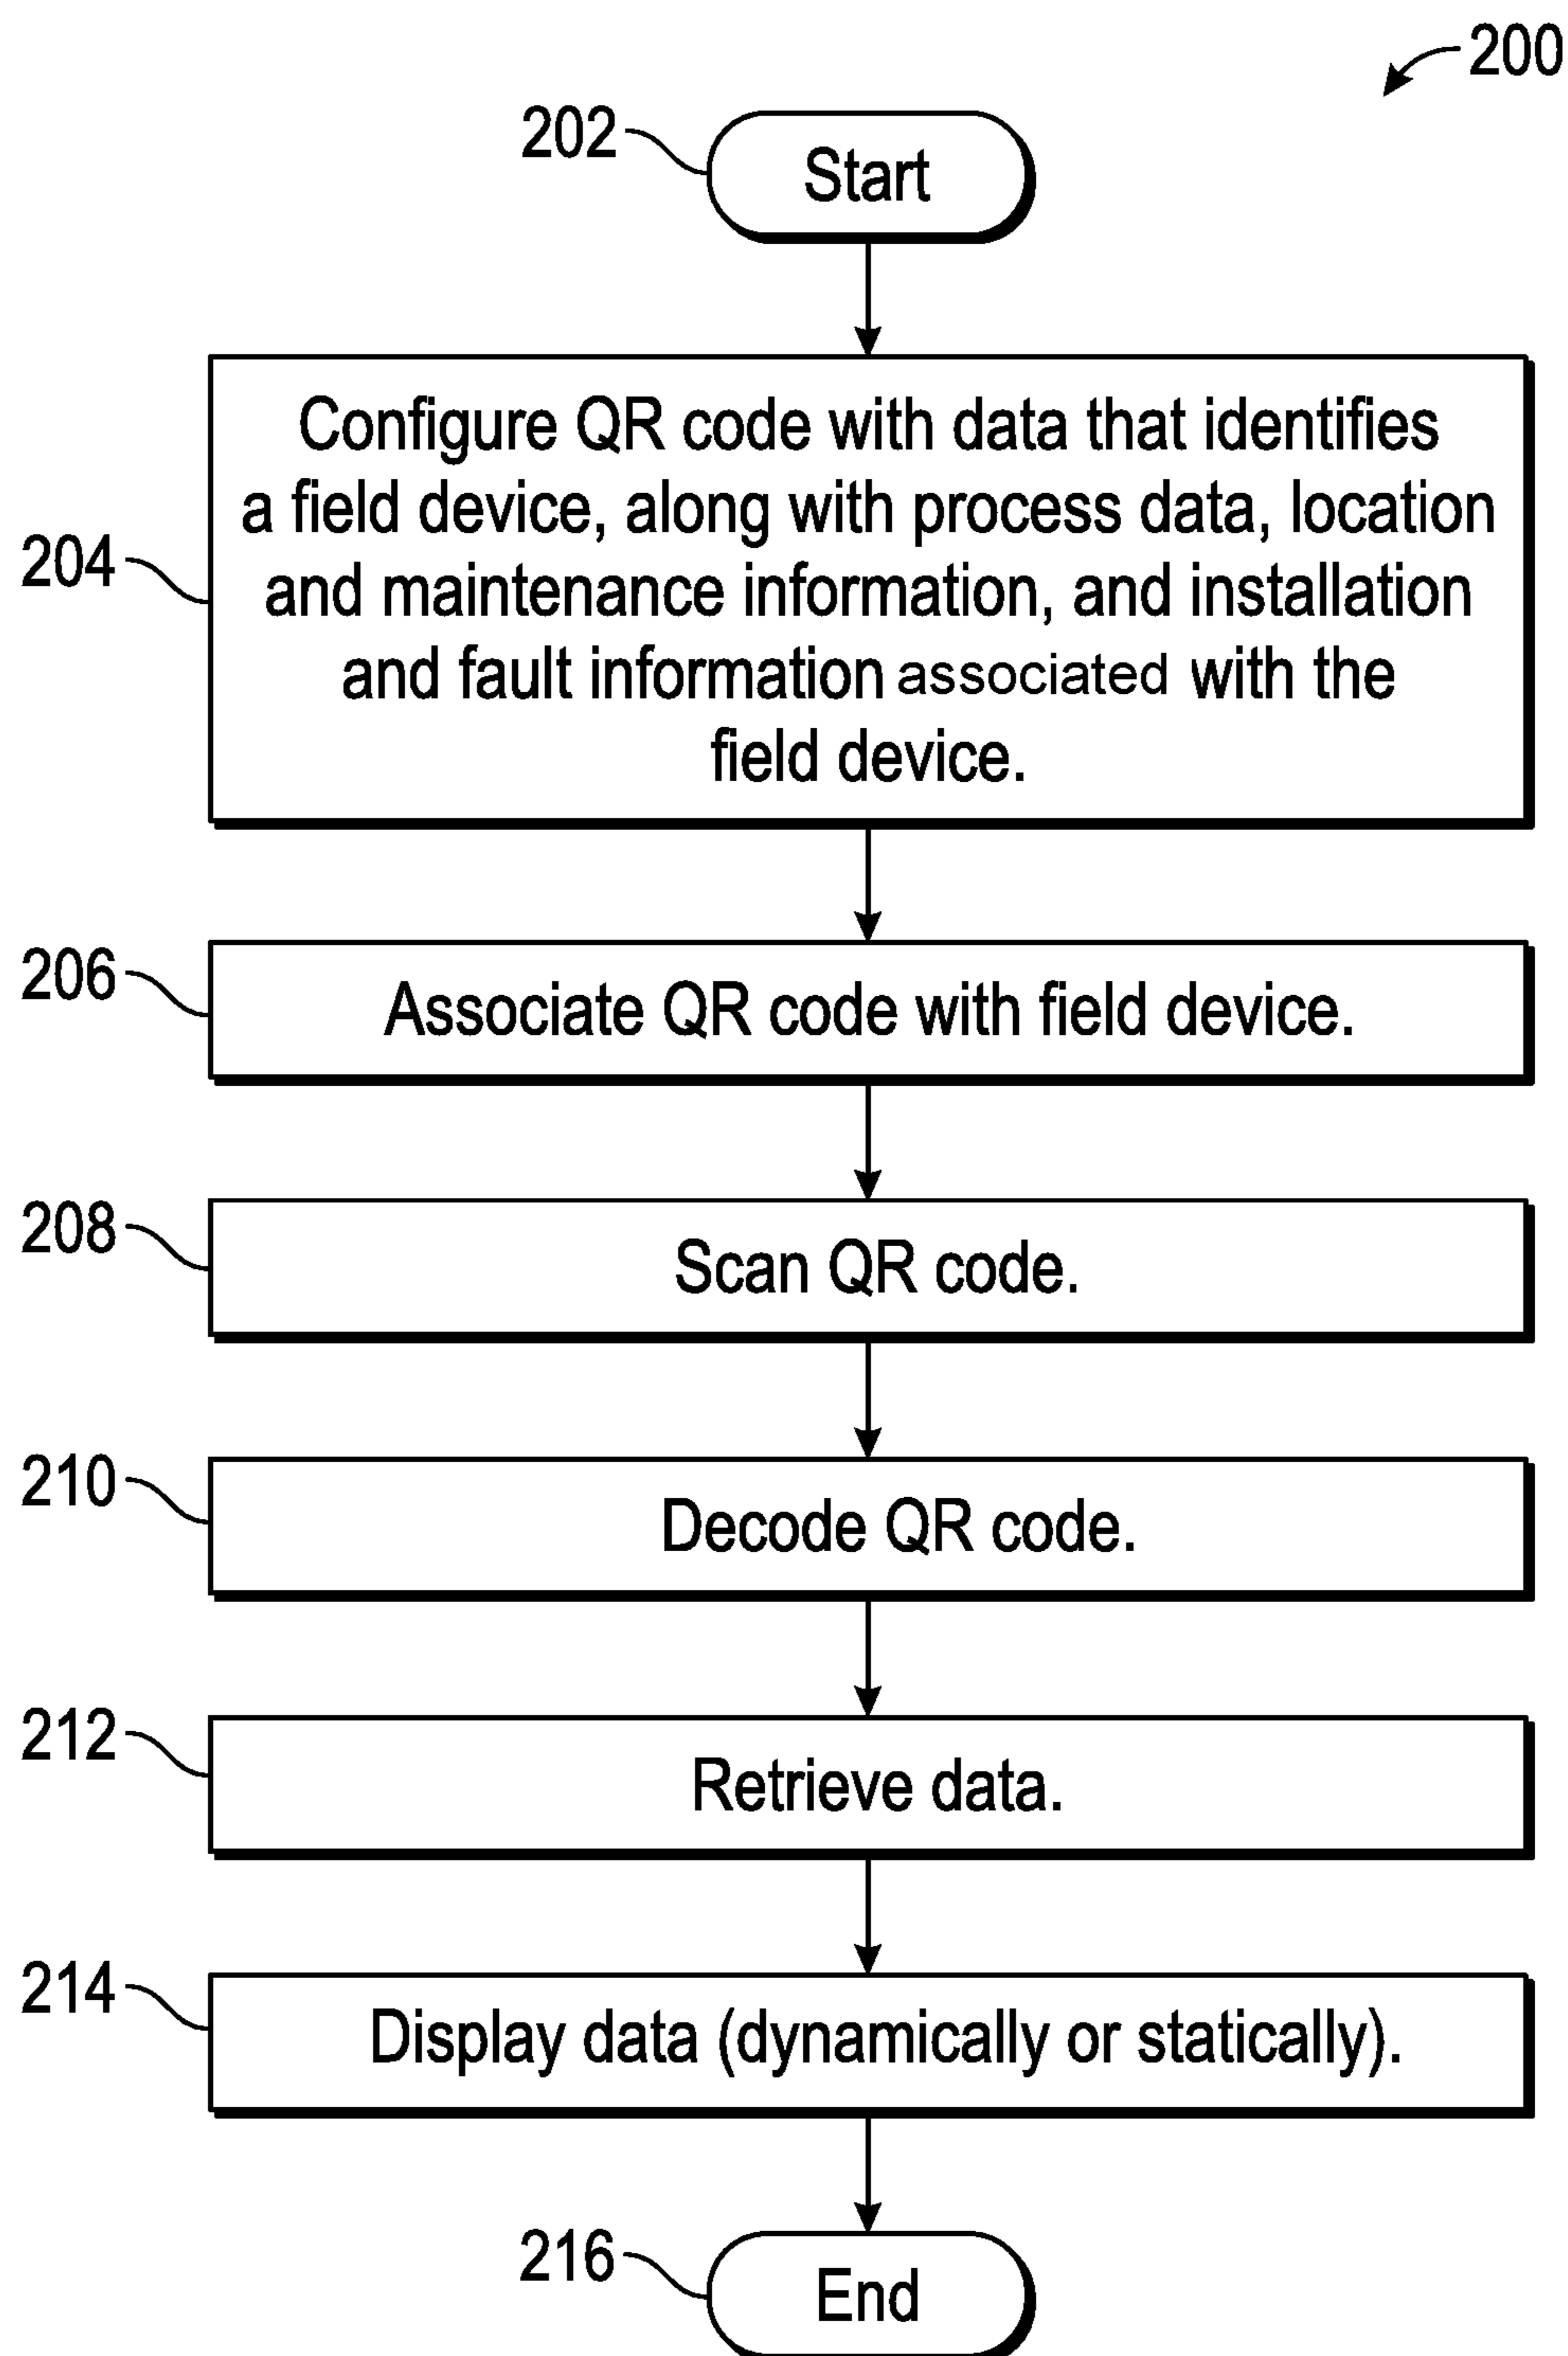 200
202
Start
204
Configure QR code with data that identifies
a field device, along with process data, location
and maintenance information, and installation
and fault information associated with the
field device.
206
Associate QR code with field device.
208
Scan QR code.
210
Decode QR code.
212
Retrieve data.
214
Display data (dynamically or statically).
216
End